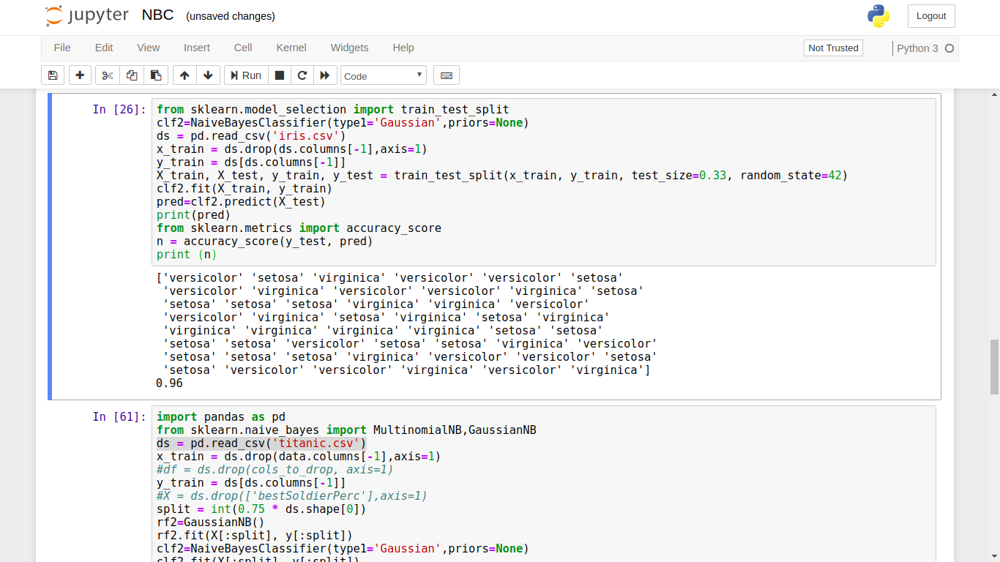 jupyter NBC (unsaved changes) Logout
File Edit View Insert Cell Kernel Widgets Help Not Trusted Python 3
Run Code
In [26]: from sklearn.model_selection import train_test_split
clf2=NaiveBayesClassifier(type1='Gaussian',priors=None)
ds = pd.read_csv('iris.csv')
x_train = ds.drop(ds.columns[-1],axis=1)
y_train = ds[ds.columns[-1]]
X_train, X_test, y_train, y_test = train_test_split(x_train, y_train, test_size=0.33, random_state=42)
clf2.fit(X_train, y_train)
pred=clf2.predict(X_test)
print(pred)
from sklearn.metrics import accuracy_score
n = accuracy_score(y_test, pred)
print (n)
['versicolor' 'setosa' 'virginica' 'versicolor' 'versicolor' 'setosa'
'versicolor' 'virginica' 'versicolor' 'versicolor' 'virginica' 'setosa'
'setosa' 'setosa' 'setosa' 'virginica' 'virginica' 'versicolor'
'versicolor' 'virginica' 'setosa' 'virginica' 'setosa' 'virginica'
'virginica' 'virginica' 'virginica' 'virginica' 'setosa' 'setosa'
'setosa' 'setosa' 'versicolor' 'setosa' 'setosa' 'virginica' 'versicolor'
'setosa' 'setosa' 'setosa' 'virginica' 'versicolor' 'versicolor' 'setosa'
'setosa' 'versicolor' 'versicolor' 'virginica' 'versicolor' 'virginica']
0.96
In [61]: import pandas as pd
from sklearn.naive_bayes import MultinomialNB,GaussianNB
ds = pd.read_csv('titanic.csv')
x_train = ds.drop(data.columns[-1],axis=1)
#df = ds.drop(cols_to_drop, axis=1)
y_train = ds[ds.columns[-1]]
#X = ds.drop(['bestSoldierPerc'],axis=1)
split = int(0.75 * ds.shape[0])
rf2=GaussianNB()
rf2.fit(X[:split], y[:split])
clf2=NaiveBayesClassifier(type1='Gaussian',priors=None)
clf2.fit(X[:split], y[:split])